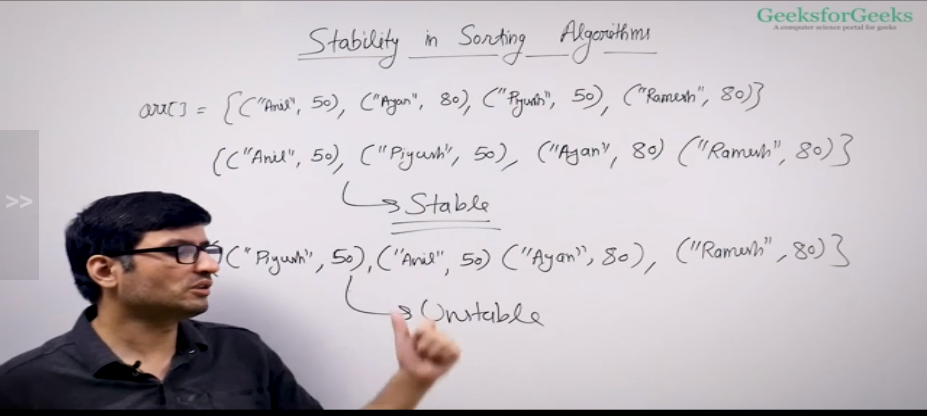 GeeksforGeeks
A computer science portal for geeks
Stability in Sorting Algorithms
arr[] = {("Anil", 50), ("Ayan", 80), ("Piyush", 50), ("Ramesh", 80)}
{("Anil", 50), ("Piyush", 50), ("Ayan", 80) ("Ramesh", 80)}
>>
Stable
{("Piyush", 50), ("Anil", 50) ("Ayan", 80), ("Ramesh", 80)}
Unstable